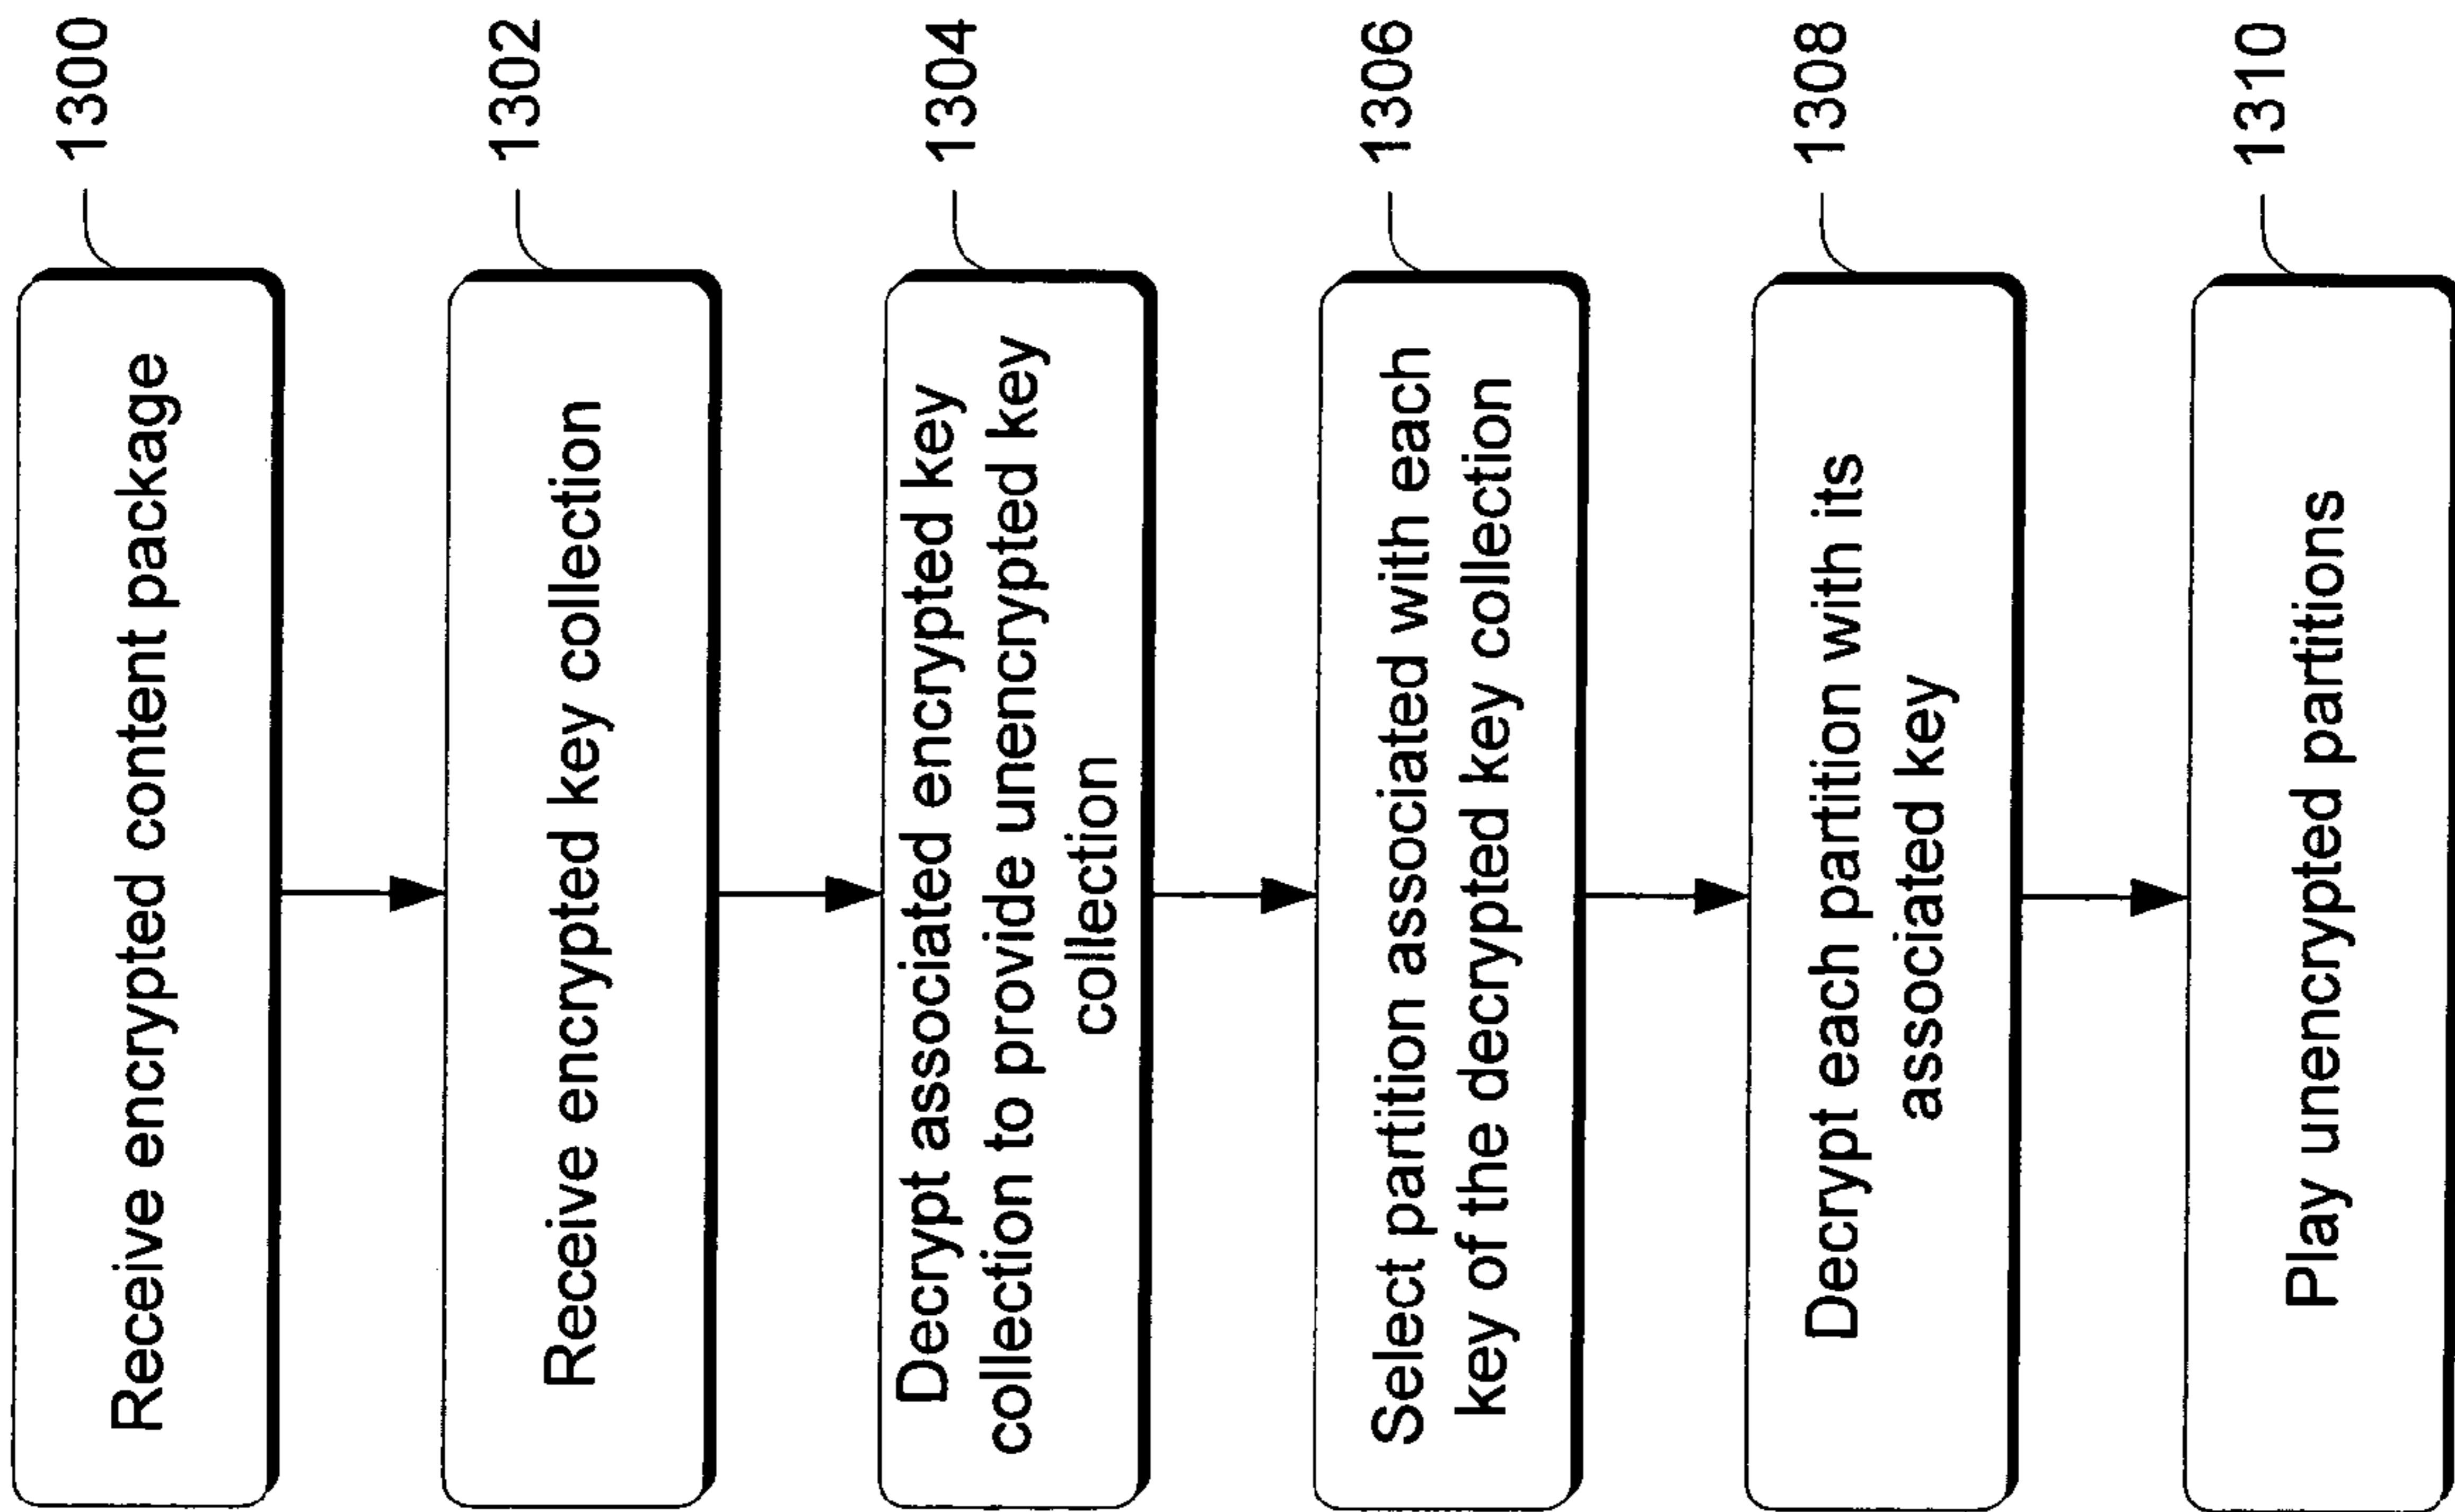 Receive encrypted content package
1300
Receive encrypted key collection
1302
Decrypt associated encrypted key
collection to provide unencrypted key
collection
1304
Select partition associated with each
key of the decrypted key collection
1306
Decrypt each partition with its
associated key
1308
Play unencrypted partitions
1310